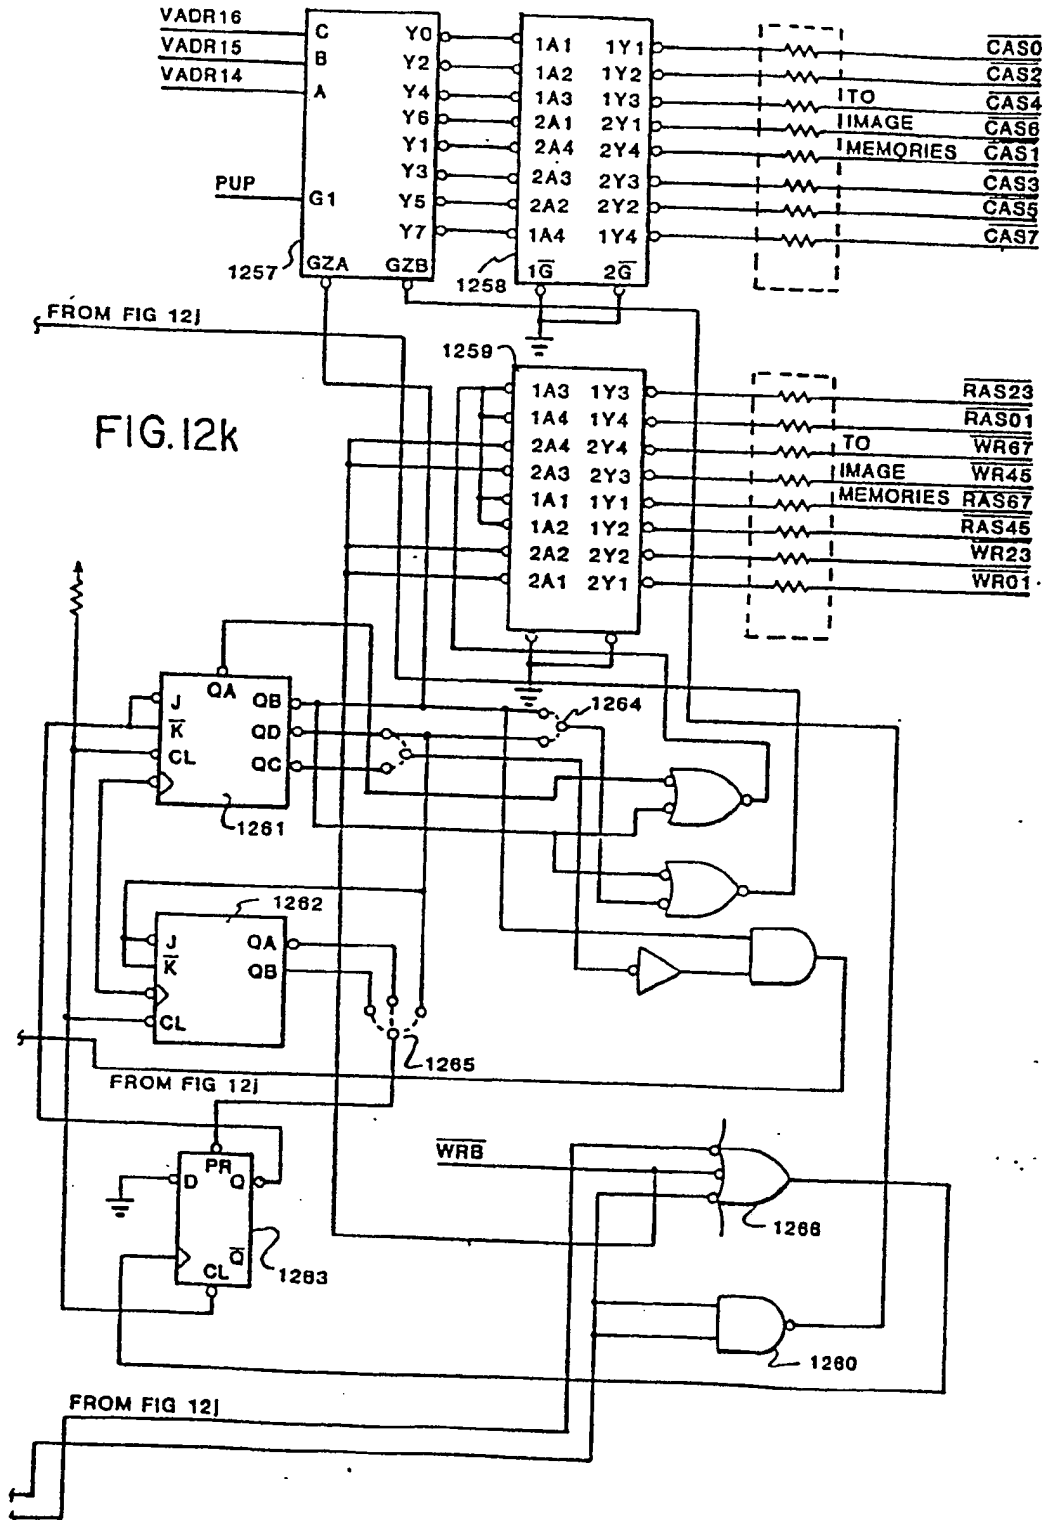 VADR16
VADR15
VADR14
PUP
C
B
A
G1
GZA
GZB
Y0
Y2
Y4
Y6
Y1
Y3
Y5
Y7
1257
1A1 1Y1
1A2 1Y2
1A3 1Y3
2A1 2Y1
2A4 2Y4
2A3 2Y3
2A2 2Y2
1A4 1Y4
1G 2G
1258
TO
IMAGE
MEMORIES
CAS0
CAS2
CAS4
CAS6
CAS1
CAS3
CAS5
CAS7
FROM FIG 12j
FIG.12k
1259
1A3 1Y3
1A4 1Y4
2A4 2Y4
2A3 2Y3
1A1 1Y1
1A2 1Y2
2A2 2Y2
2A1 2Y1
TO
IMAGE
MEMORIES
RAS23
RAS01
WR67
WR45
RAS67
RAS45
WR23
WR01
J
K
CL
QA
QB
QD
QC
1261
1264
1262
J
K
CL
QA
QB
1265
FROM FIG 12j
PR
D Q
Q
CL
1263
WRB
1266
1260
FROM FIG 12j